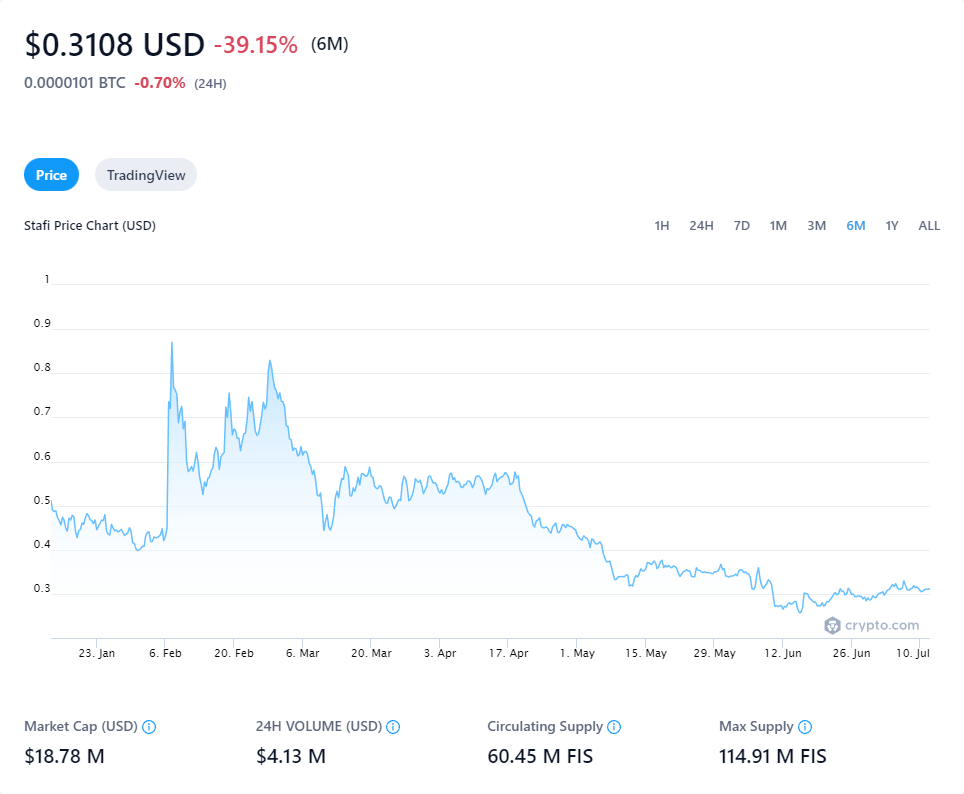 $0.3108 USD -39.15% (6M)
0.0000101 BTC -0.70% (24H)
Price TradingView
Stafi Price Chart (USD) 1H 24H 7D 1M 3M 6M 1Y ALL
1
0.9
0.8
0.7
0.6
0.5
0.4
0.3
crypto.com
23. Jan 6. Feb 20. Feb 6. Mar 20. Mar 3. Apr 17. Apr 1. May 15. May 29. May 12. Jun 26. Jun 10. Jul
Market Cap (USD) 24H VOLUME (USD) Circulating Supply Max Supply
$18.78 M $4.13 M 60.45 M FIS 114.91 M FIS